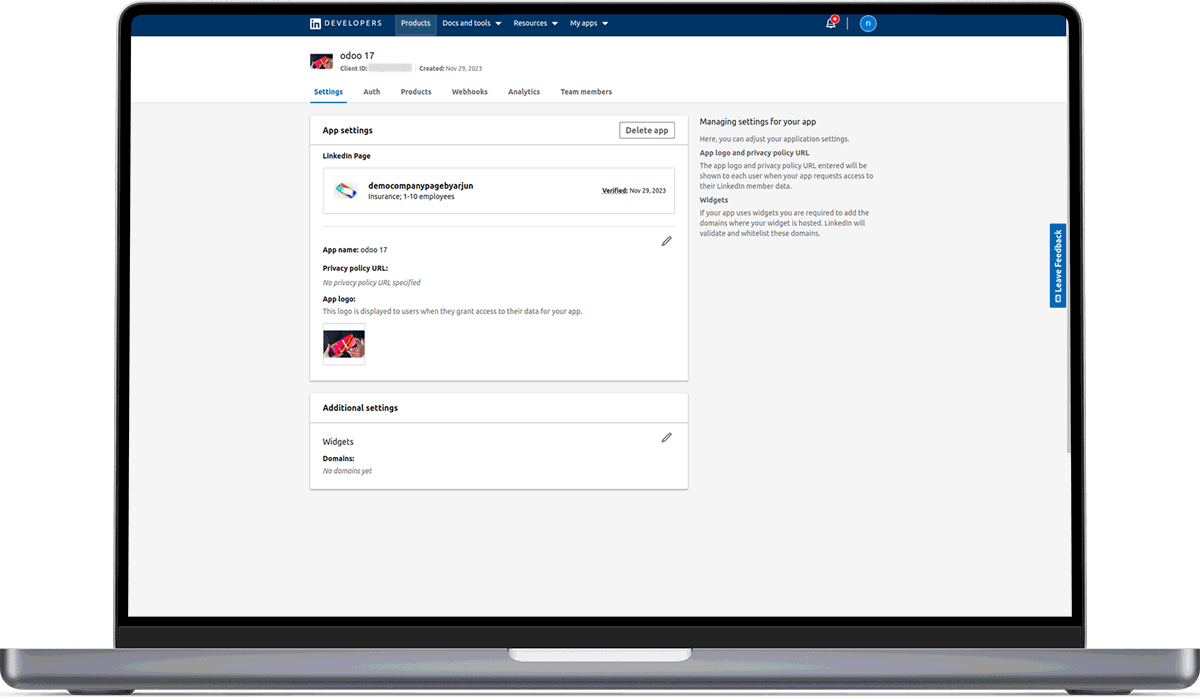 in DEVELOPERS Products Docs and tools Resources My apps n
odoo 17
Client ID: Created: Nov 29, 2023
Settings Auth Products Webhooks Analytics Team members
App settings Delete app
LinkedIn Page
democompanypagebyarjun
Insurance; 1-10 employees
Verified: Nov 29, 2023
App name: odoo 17
Privacy policy URL:
No privacy policy URL specified
App logo:
This logo is displayed to users when they grant access to their data for your app.
Additional settings
Widgets
Domains:
No domains yet
Managing settings for your app
Here, you can adjust your application settings.
App logo and privacy policy URL
The app logo and privacy policy URL entered will be
shown to each user when your app requests access to
their LinkedIn member data.
Widgets
If your app uses widgets you are required to add the
domains where your widget is hosted. LinkedIn will
validate and whitelist these domains.
Leave Feedback